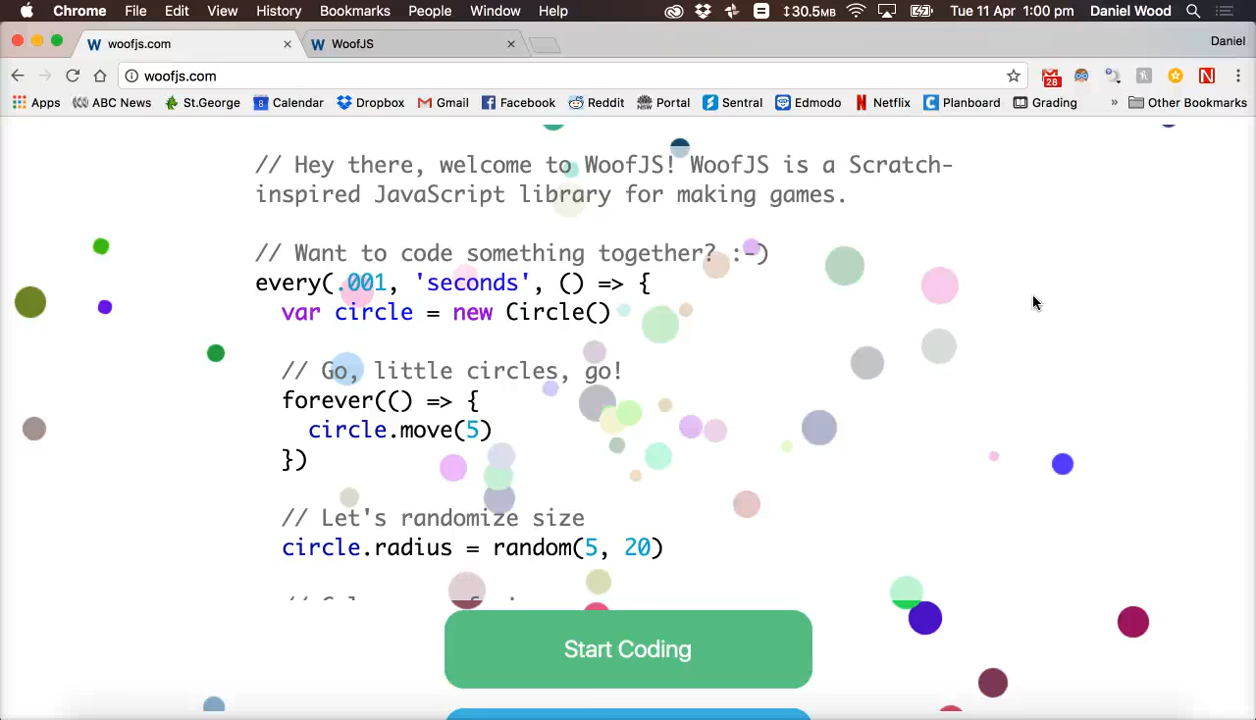 Chrome File Edit View History Bookmarks People Window Help 30.5MB Tue 11 Apr 1:00 pm Daniel Wood
W woofjs.com × W WoofJS × Daniel
woofjs.com 28 N
Apps ABC News St.George 8 Calendar Dropbox Gmail Facebook Reddit Portal Sentral Edmodo Netflix Planboard Grading » Other Bookmarks
// Hey there, welcome to WoofJS! WoofJS is a Scratch-
inspired JavaScript library for making games.
// Want to code something together? :-)
every(.001, 'seconds', () => {
var circle = new Circle()
// Go, little circles, go!
forever(() => {
circle.move(5)
})
// Let's randomize size
circle.radius = random(5, 20)
Start Coding